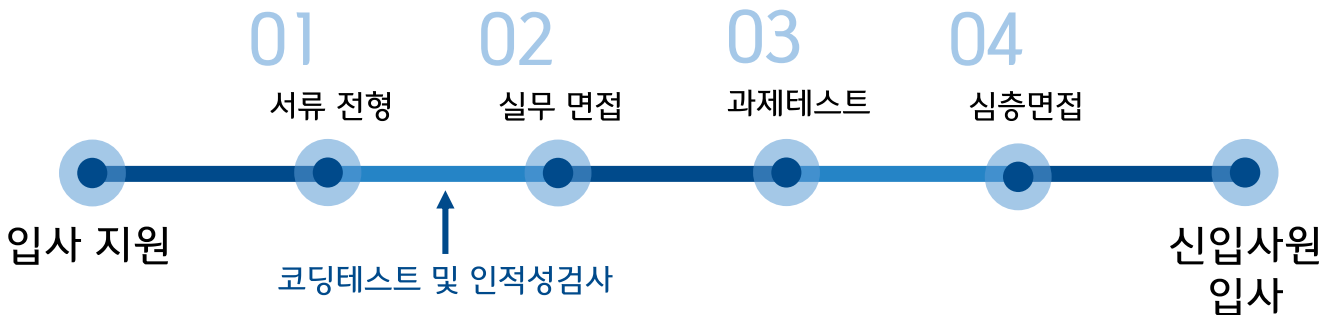 01
서류 전형
02
실무 면접
03
과제테스트
04
심층면접
입사 지원
코딩테스트 및 인적성검사
신입사원
입사